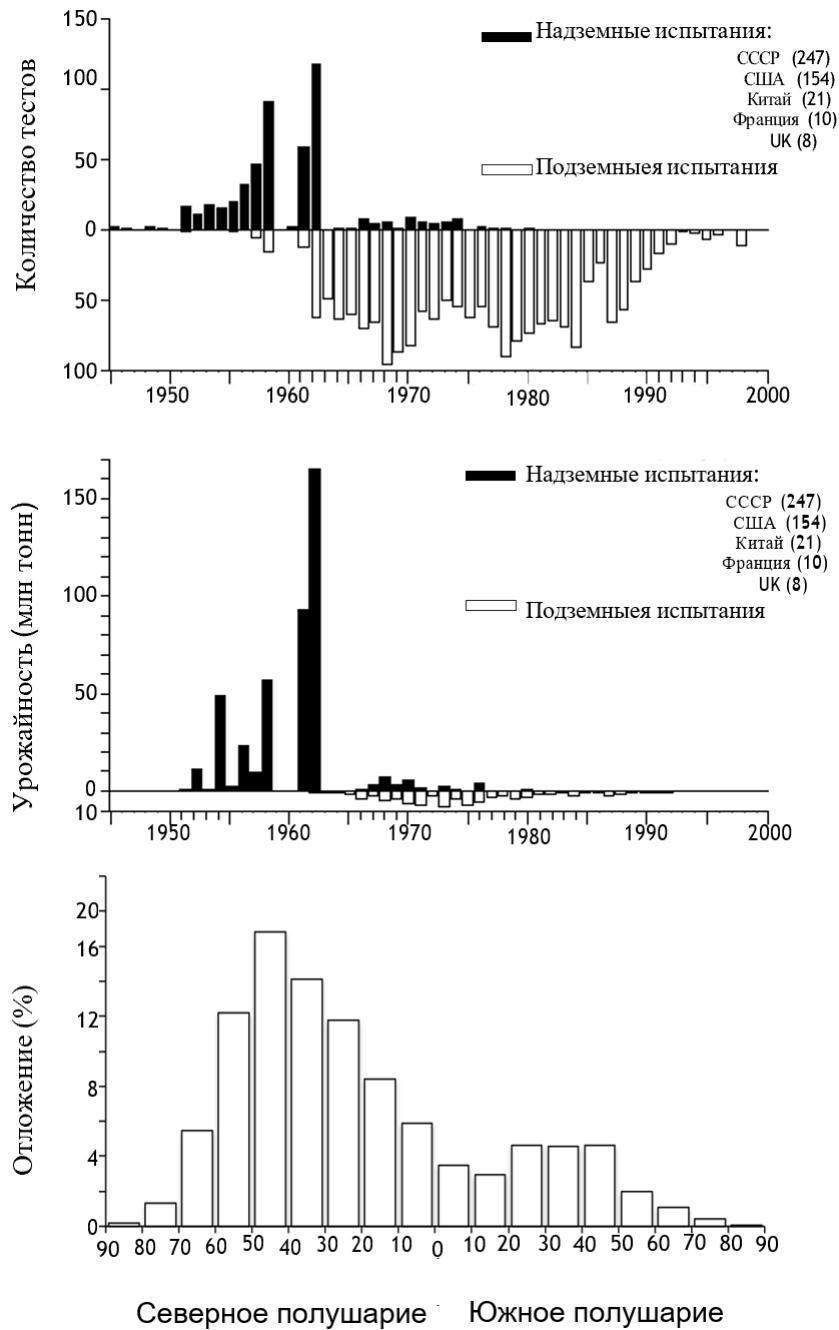 Количество тестов
150
100
50
0
50
100
Надземные испытания:
СССР (247)
США (154)
Китай (21)
Франция (10)
UK (8)
Подземныея испытания
1950 1960 1970 1980 1990 2000
Урожайность (млн тонн)
150
100
50
0
10
Надземные испытания:
СССР (247)
США (154)
Китай (21)
Франция (10)
UK (8)
Подземныея испытания
1950 1960 1970 1980 1990 2000
Отложение (%)
20
16
12
8
4
0
90 80 70 60 50 40 30 20 10 0 10 20 30 40 50 60 70 80 90
Северное полушарие Южное полушарие